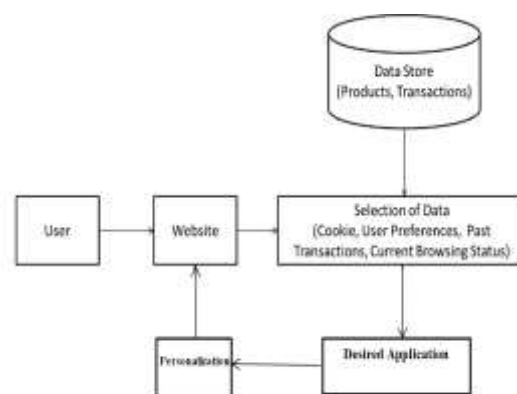 Data Store
(Products, Transactions)
User
Website
Selection of Data
(Cookie, User Preferences, Past
Transactions, Current Browsing Status)
Personalization
Desired Application